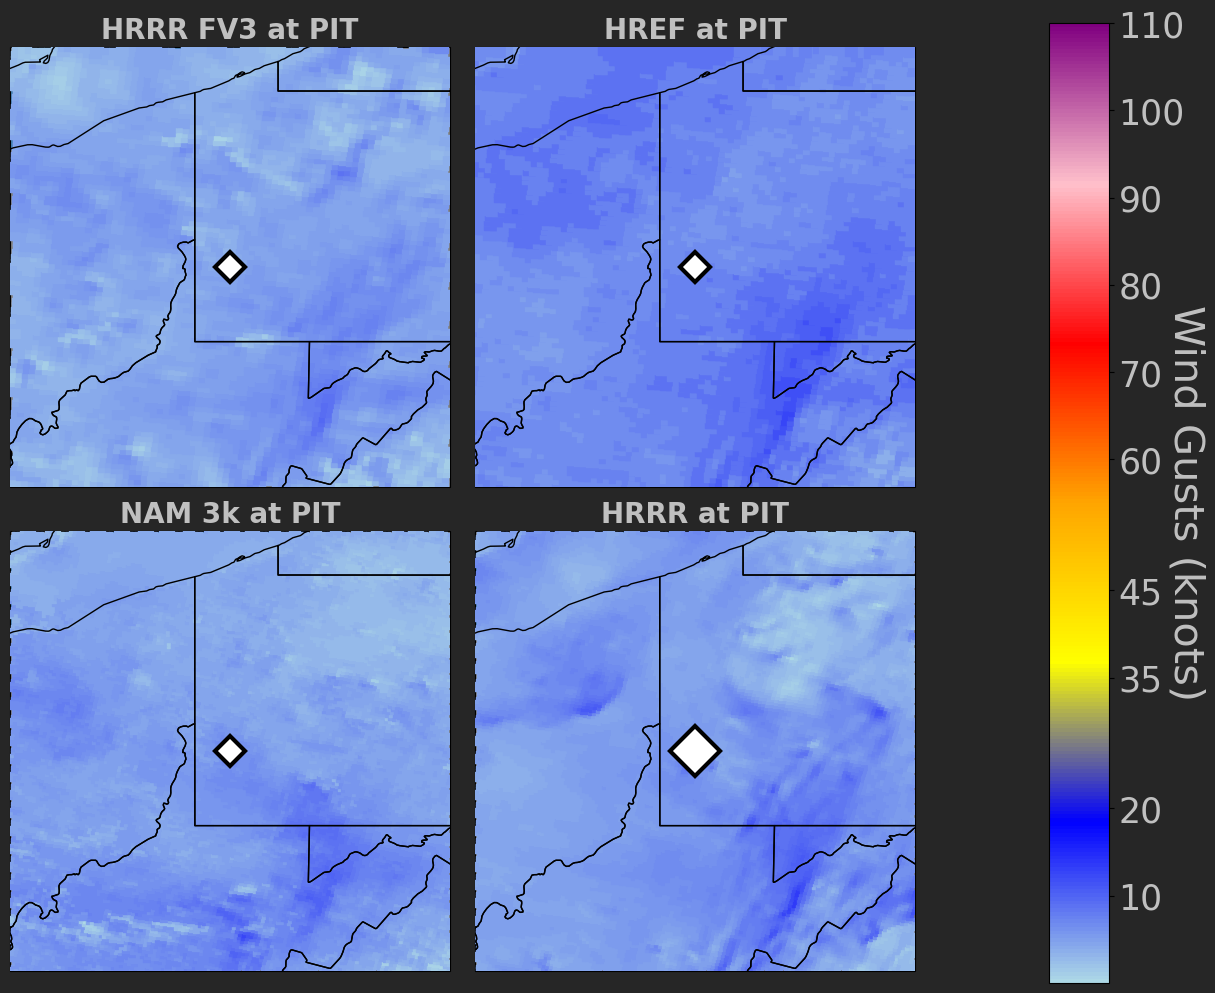 HRRR FV3 at PIT
HREF at PIT
NAM 3k at PIT
HRRR at PIT
110
100
90
80
70
60
45
35
20
10
Wind Gusts (knots)